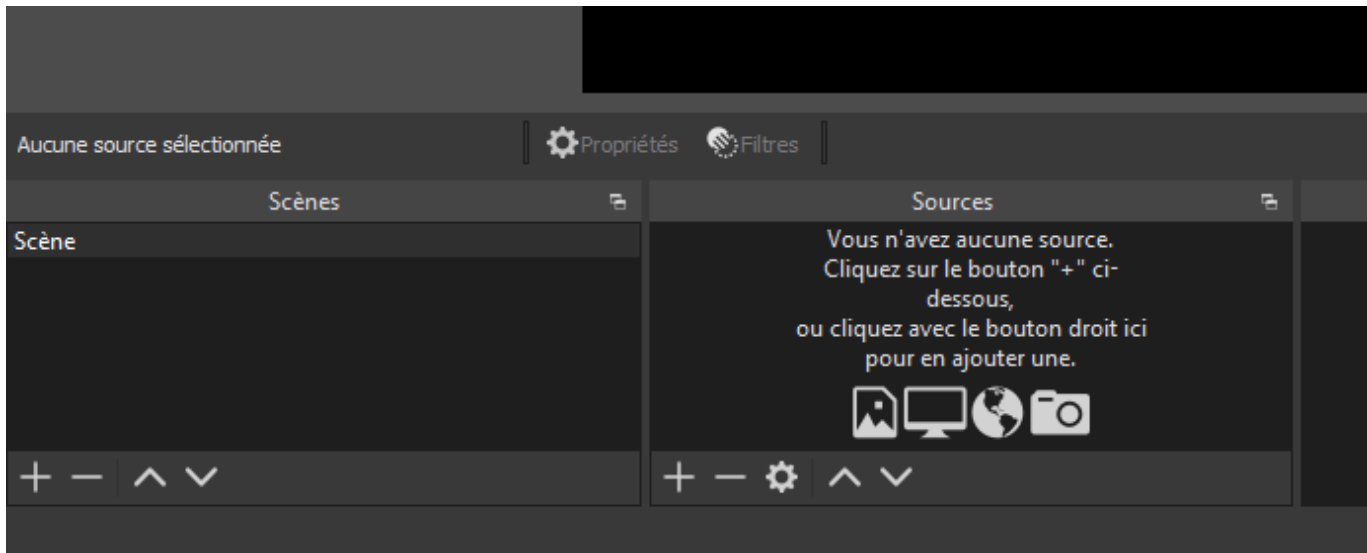 Aucune source sélectionnée
Propriétés
Filtres
Scènes
Sources
Scène
Vous n'avez aucune source.
Cliquez sur le bouton "+" ci-
dessous,
ou cliquez avec le bouton droit ici
pour en ajouter une.